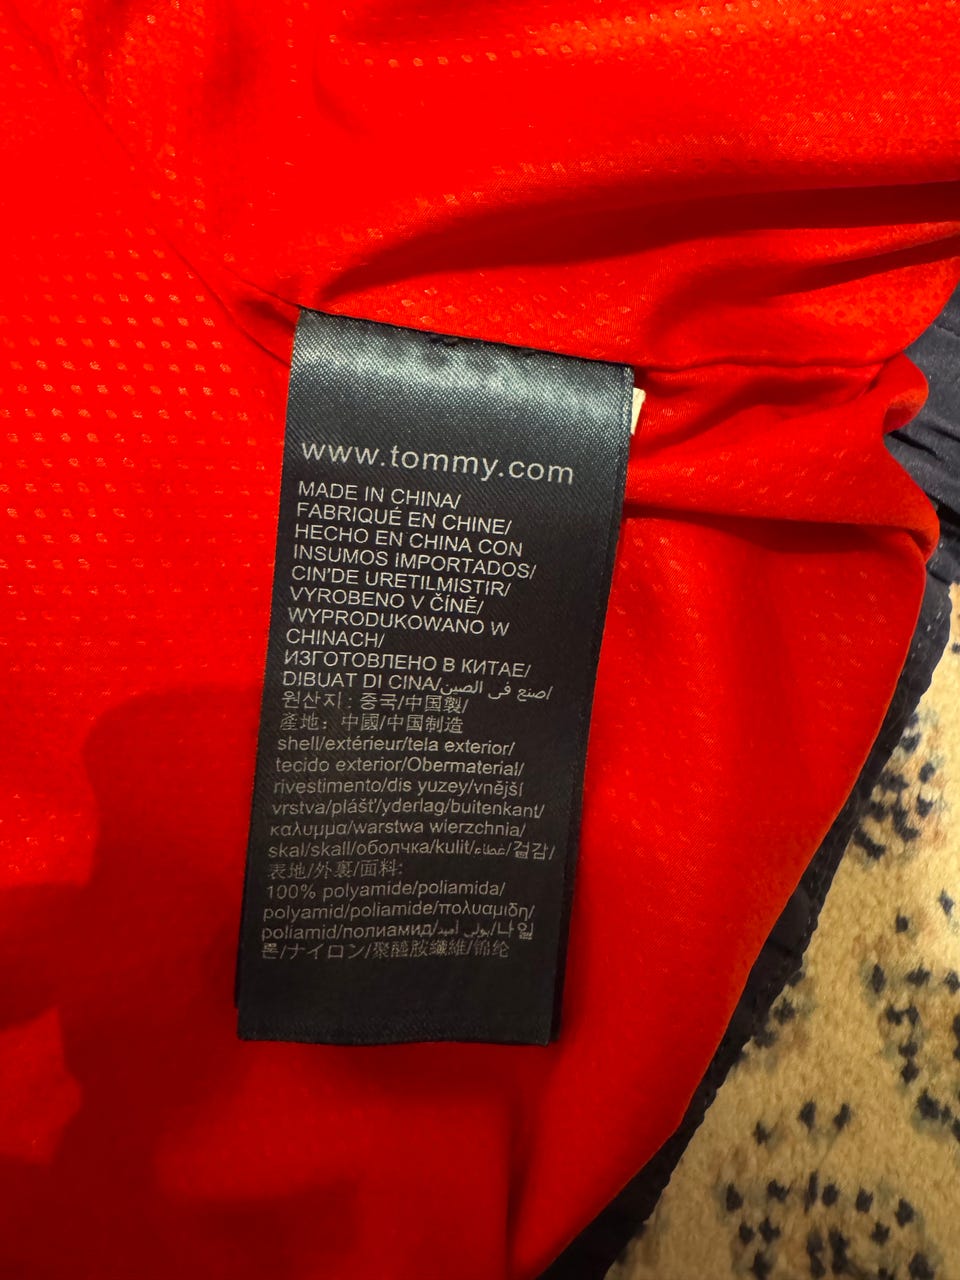 www.tommy.com
MADE IN CHINA/
FABRIQUÉ EN CHINE/
HECHO EN CHINA CON
INSUMOS IMPORTADOS/
CIN'DE URETILMISTIR/
VYROBENO V ČÍNĚ/
WYPRODUKOWANO W
CHINACH/
ИЗГОТОВЛЕНО В КИТАЕ/
DIBUAT DI CINA/صنع في الصين/
원산지 : 중국/中国製/
產地: 中國/中国制造
shell/extérieur/tela exterior/
tecido exterior/Obermaterial/
rivestimento/dis yuzey/vnější
vrstva/plášť/yderlag/buitenkant/
καλυμμα/warstwa wierzchnia/
skal/skall/оболчка/kulit/غطاء/겉감/
表地/外裏/面料:
100% polyamide/poliamida/
polyamid/poliamide/πολυαμιδη/
poliamid/полиамид/بولي أميد/나일
론/ナイロン/聚醯胺纖維/锦纶